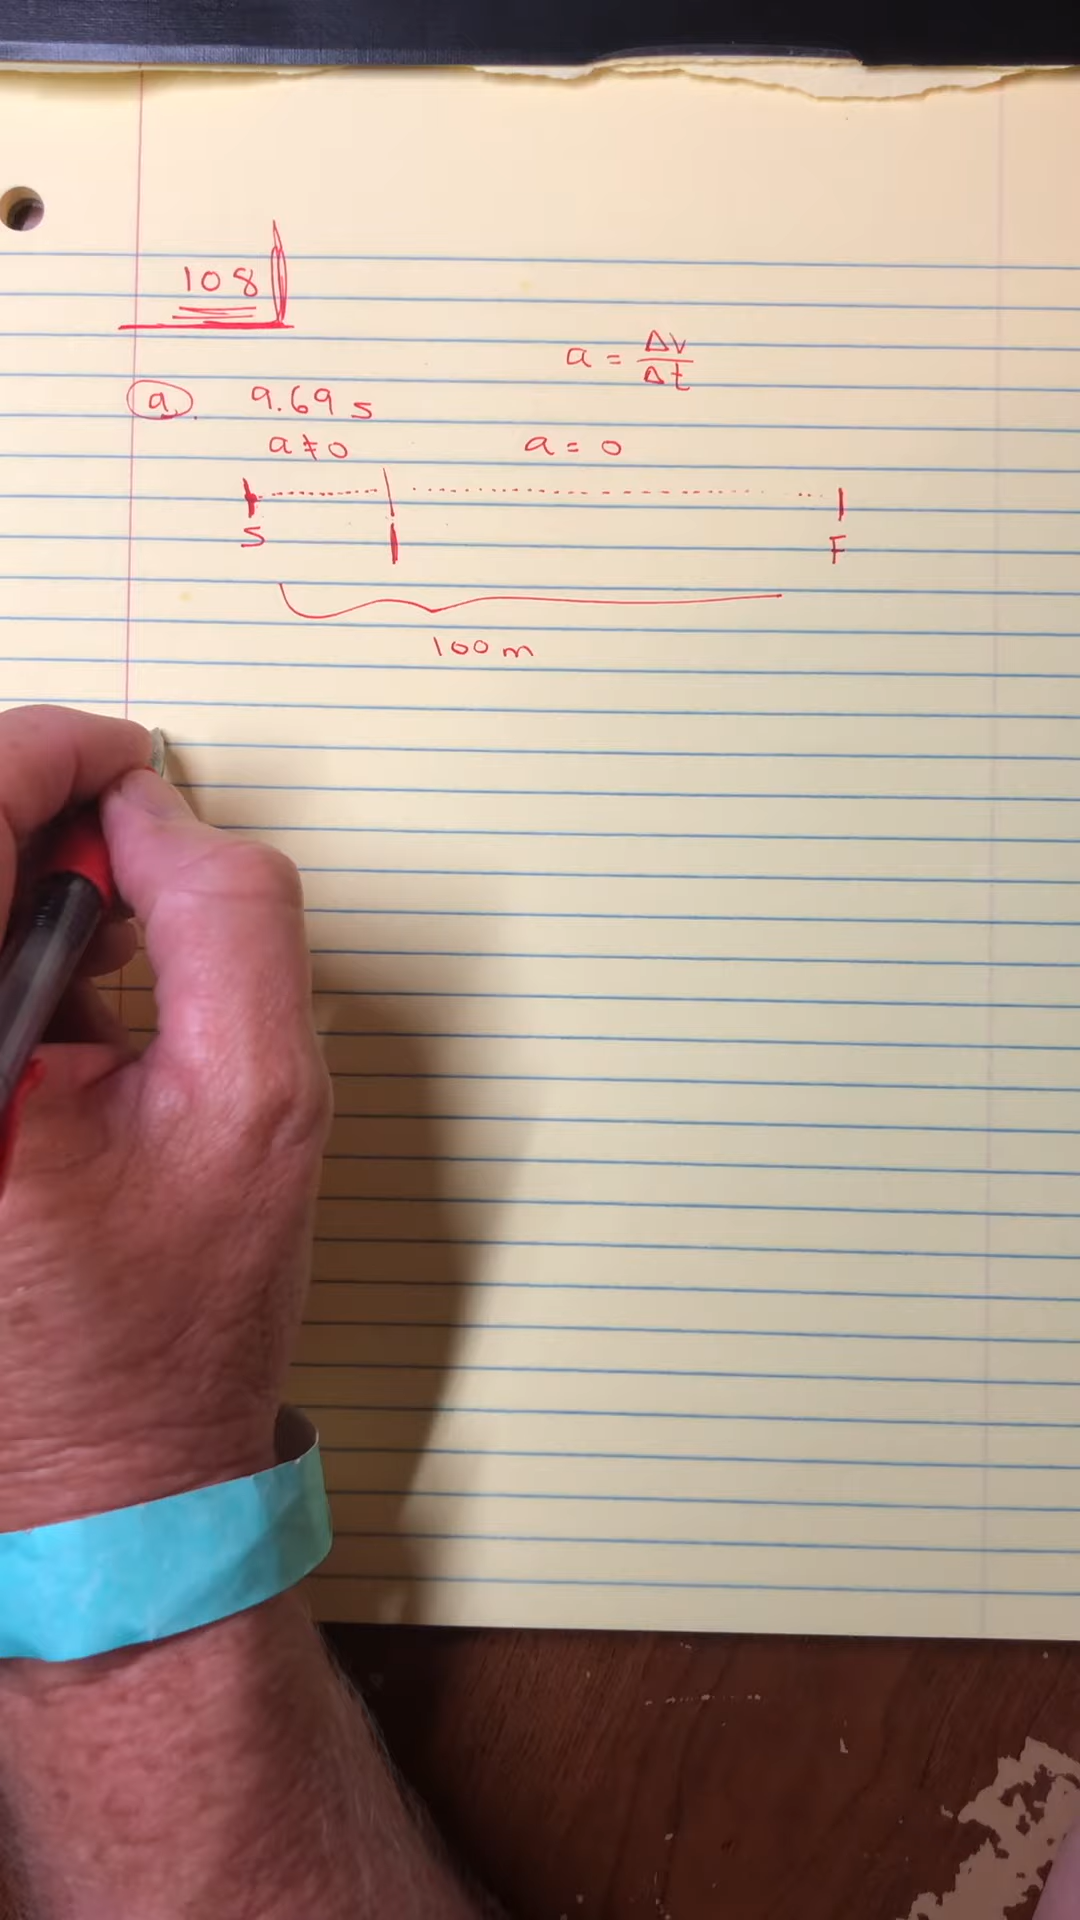 108
a = Δv/Δt
a. 9.69 s
a ≠ 0 a = 0
S F
100 m